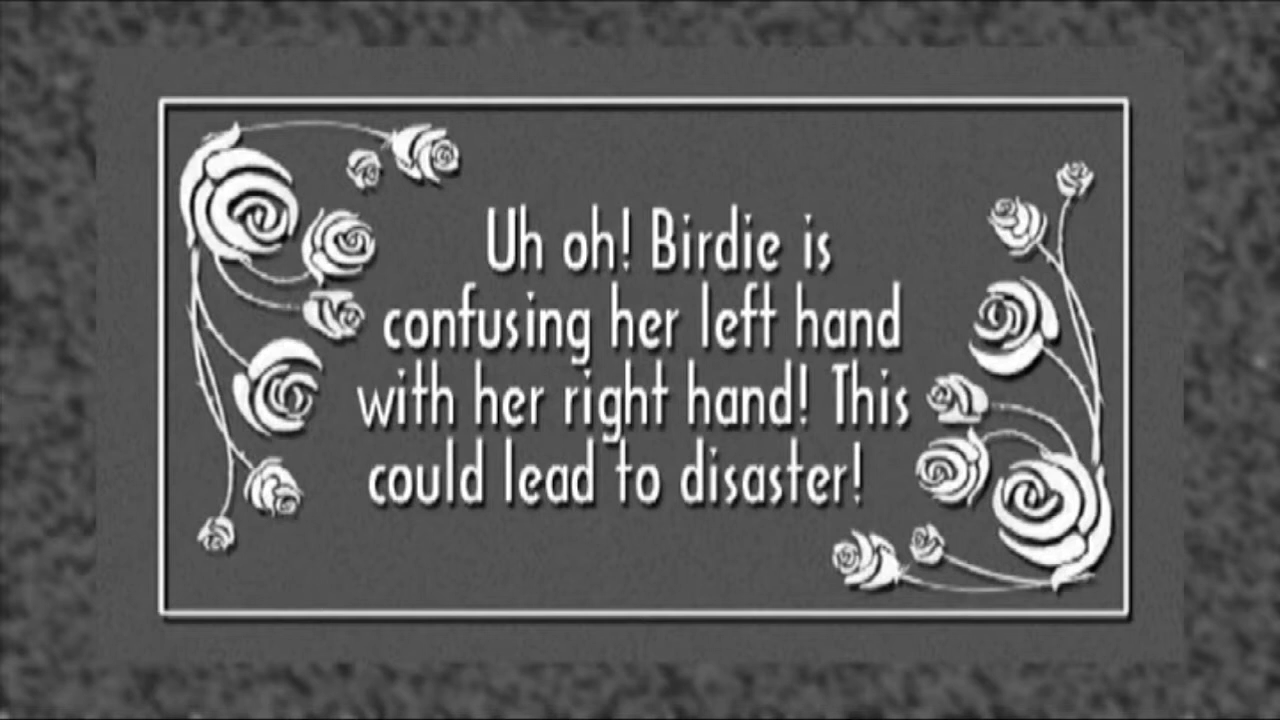 Uh oh! Birdie is
confusing her left hand
with her right hand! This
could lead to disaster!